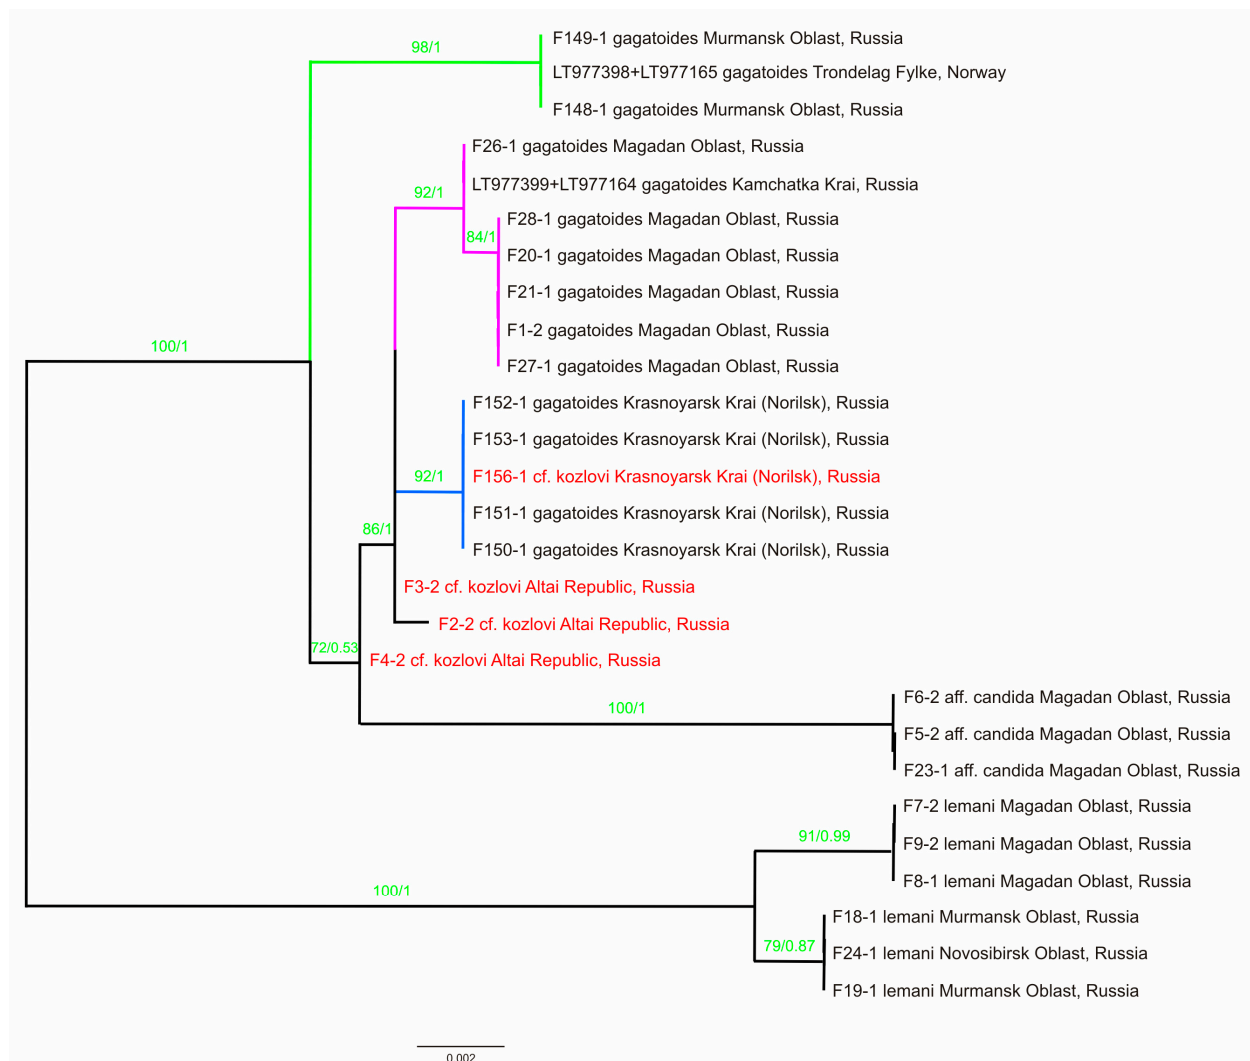 F149-1 gagatoides Murmansk Oblast, Russia
98/1
LT977398+LT977165 gagatoides Trondelag Fylke, Norway
F148-1 gagatoides Murmansk Oblast, Russia
F26-1 gagatoides Magadan Oblast, Russia
LT977399+LT977164 gagatoides Kamchatka Krai, Russia
92/1
F28-1 gagatoides Magadan Oblast, Russia
84/1
F20-1 gagatoides Magadan Oblast, Russia
F21-1 gagatoides Magadan Oblast, Russia
F1-2 gagatoides Magadan Oblast, Russia
100/1
F27-1 gagatoides Magadan Oblast, Russia
F152-1 gagatoides Krasnoyarsk Krai (Norilsk), Russia
F153-1 gagatoides Krasnoyarsk Krai (Norilsk), Russia
92/1
F156-1 cf. kozlovi Krasnoyarsk Krai (Norilsk), Russia
F151-1 gagatoides Krasnoyarsk Krai (Norilsk), Russia
86/1
F150-1 gagatoides Krasnoyarsk Krai (Norilsk), Russia
F3-2 cf. kozlovi Altai Republic, Russia
F2-2 cf. kozlovi Altai Republic, Russia
72/0.53
F4-2 cf. kozlovi Altai Republic, Russia
F6-2 aff. candida Magadan Oblast, Russia
100/1
F5-2 aff. candida Magadan Oblast, Russia
F23-1 aff. candida Magadan Oblast, Russia
F7-2 lemani Magadan Oblast, Russia
91/0.99
F9-2 lemani Magadan Oblast, Russia
F8-1 lemani Magadan Oblast, Russia
100/1
F18-1 lemani Murmansk Oblast, Russia
79/0.87
F24-1 lemani Novosibirsk Oblast, Russia
F19-1 lemani Murmansk Oblast, Russia
0.002